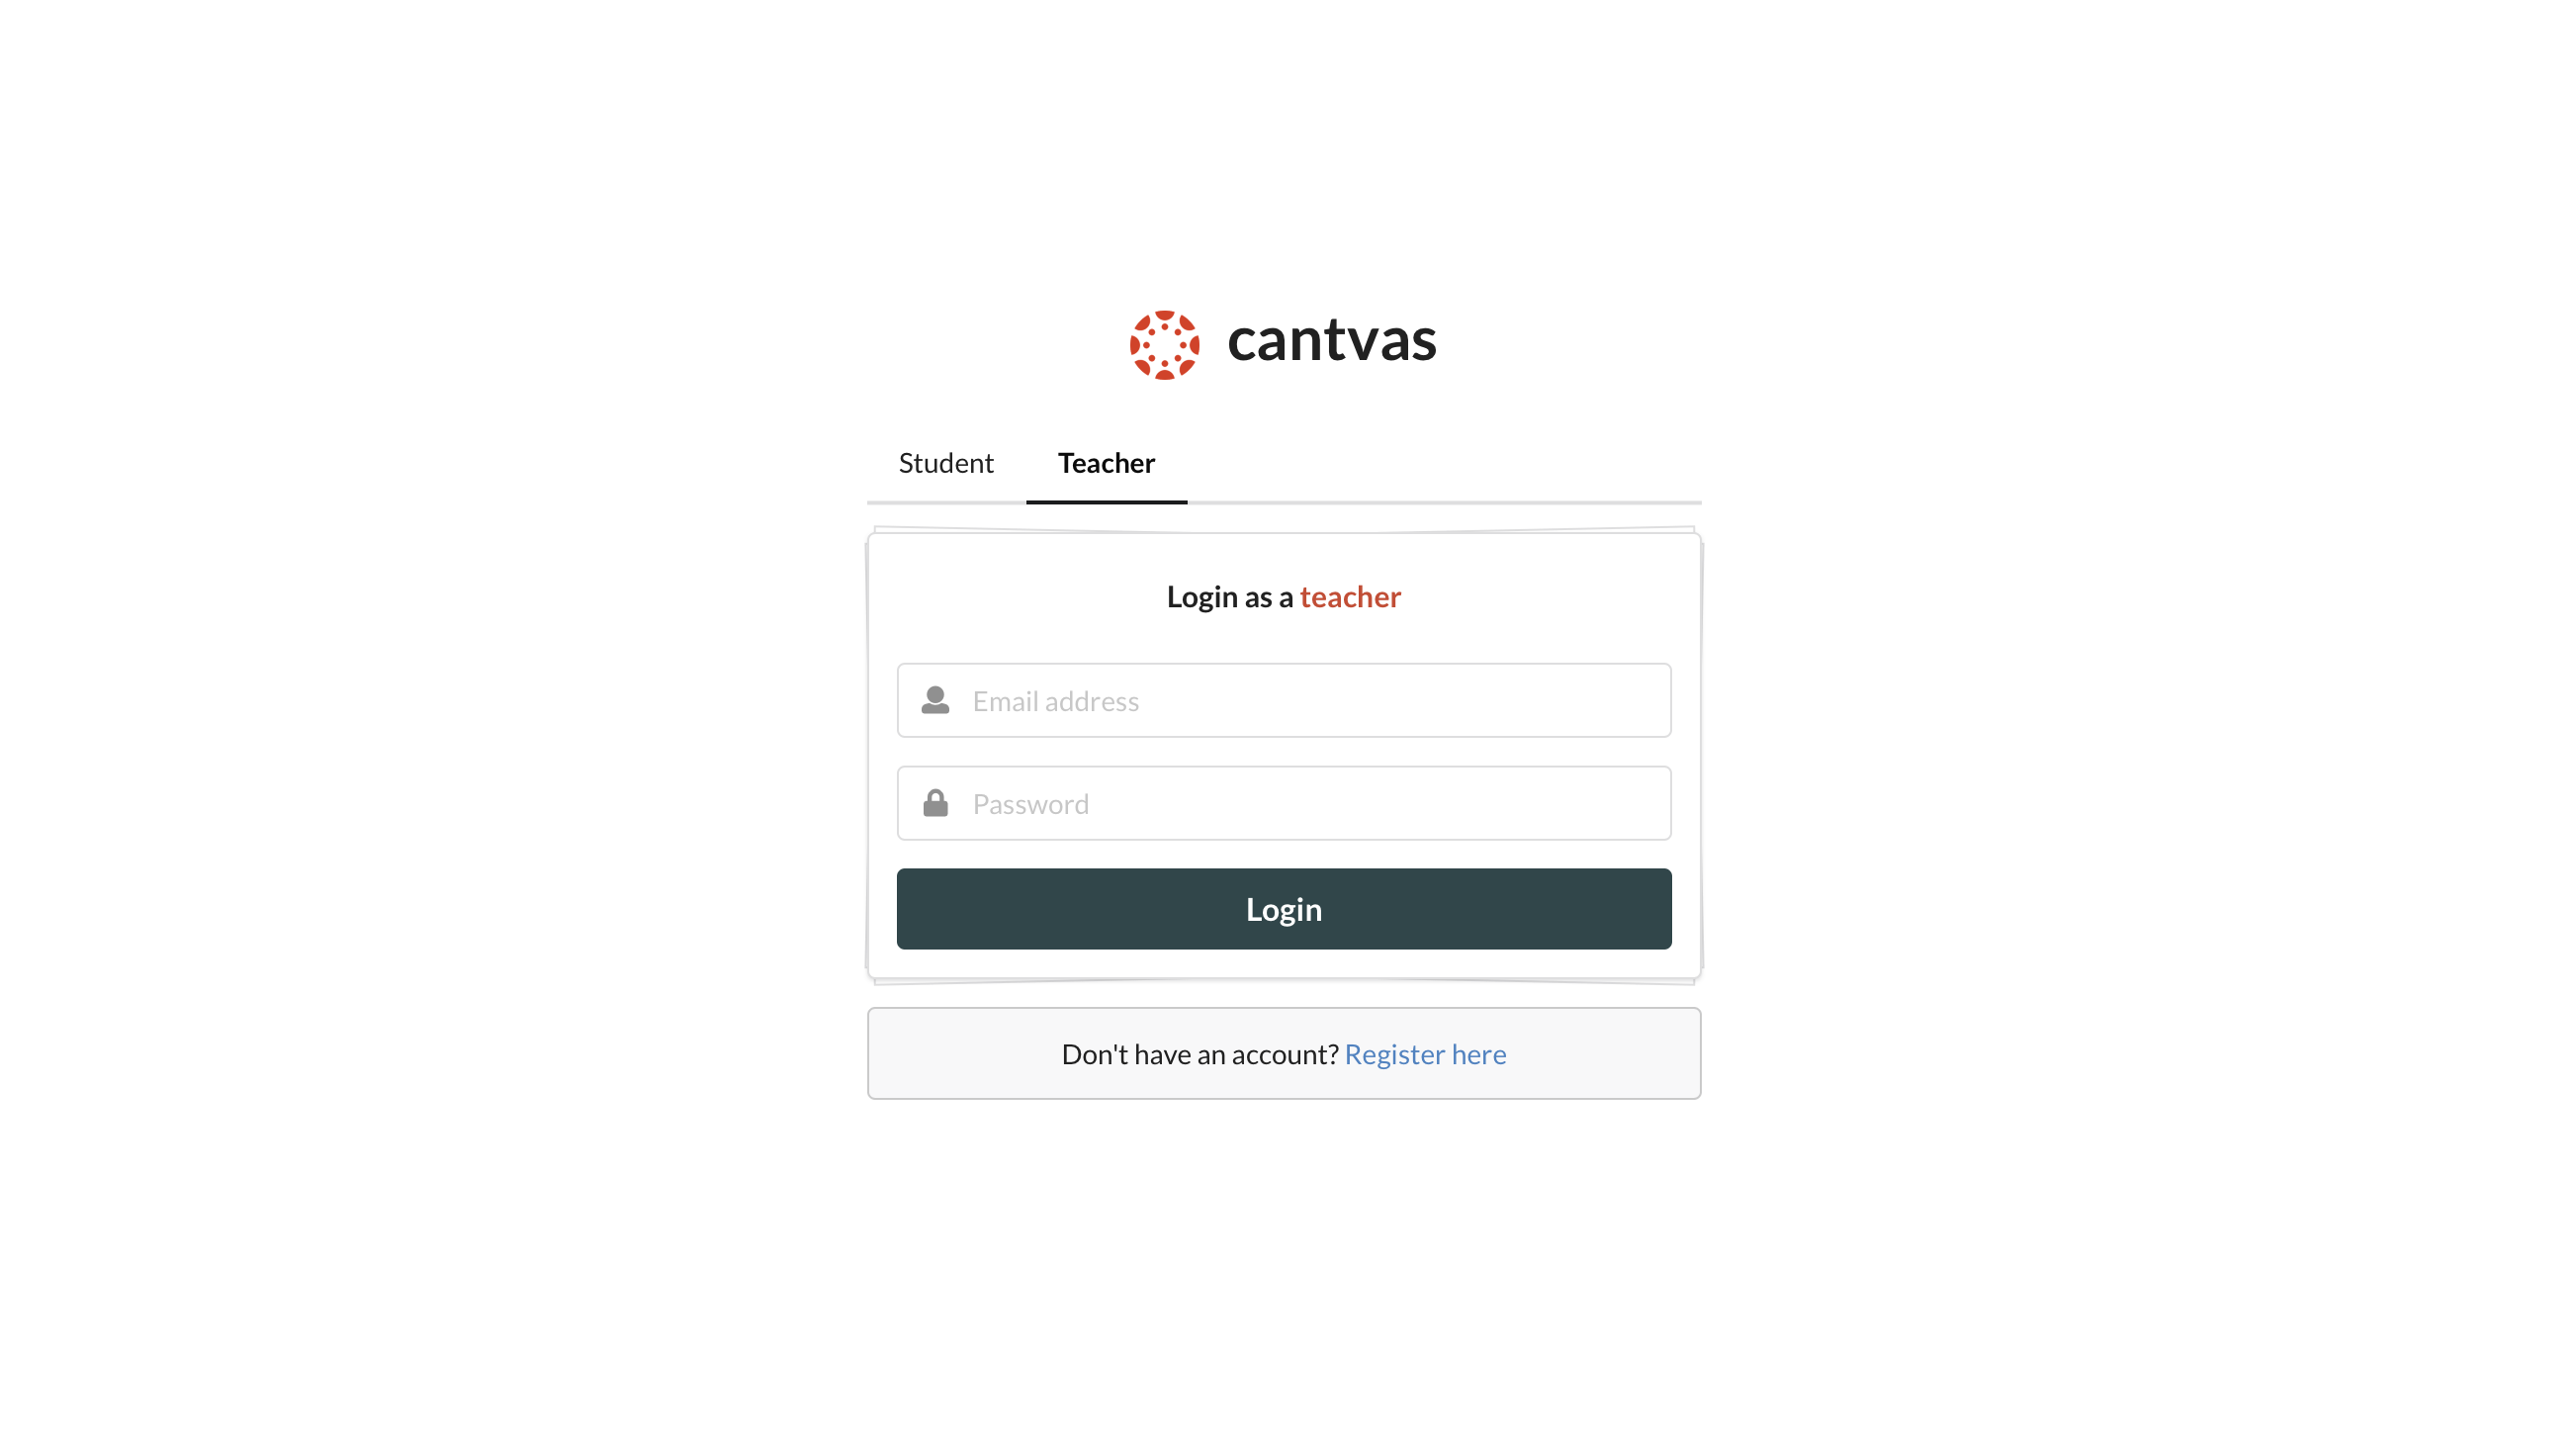 cantvas
Student Teacher
Login as a teacher
Email address
Password
Login
Don't have an account? Register here